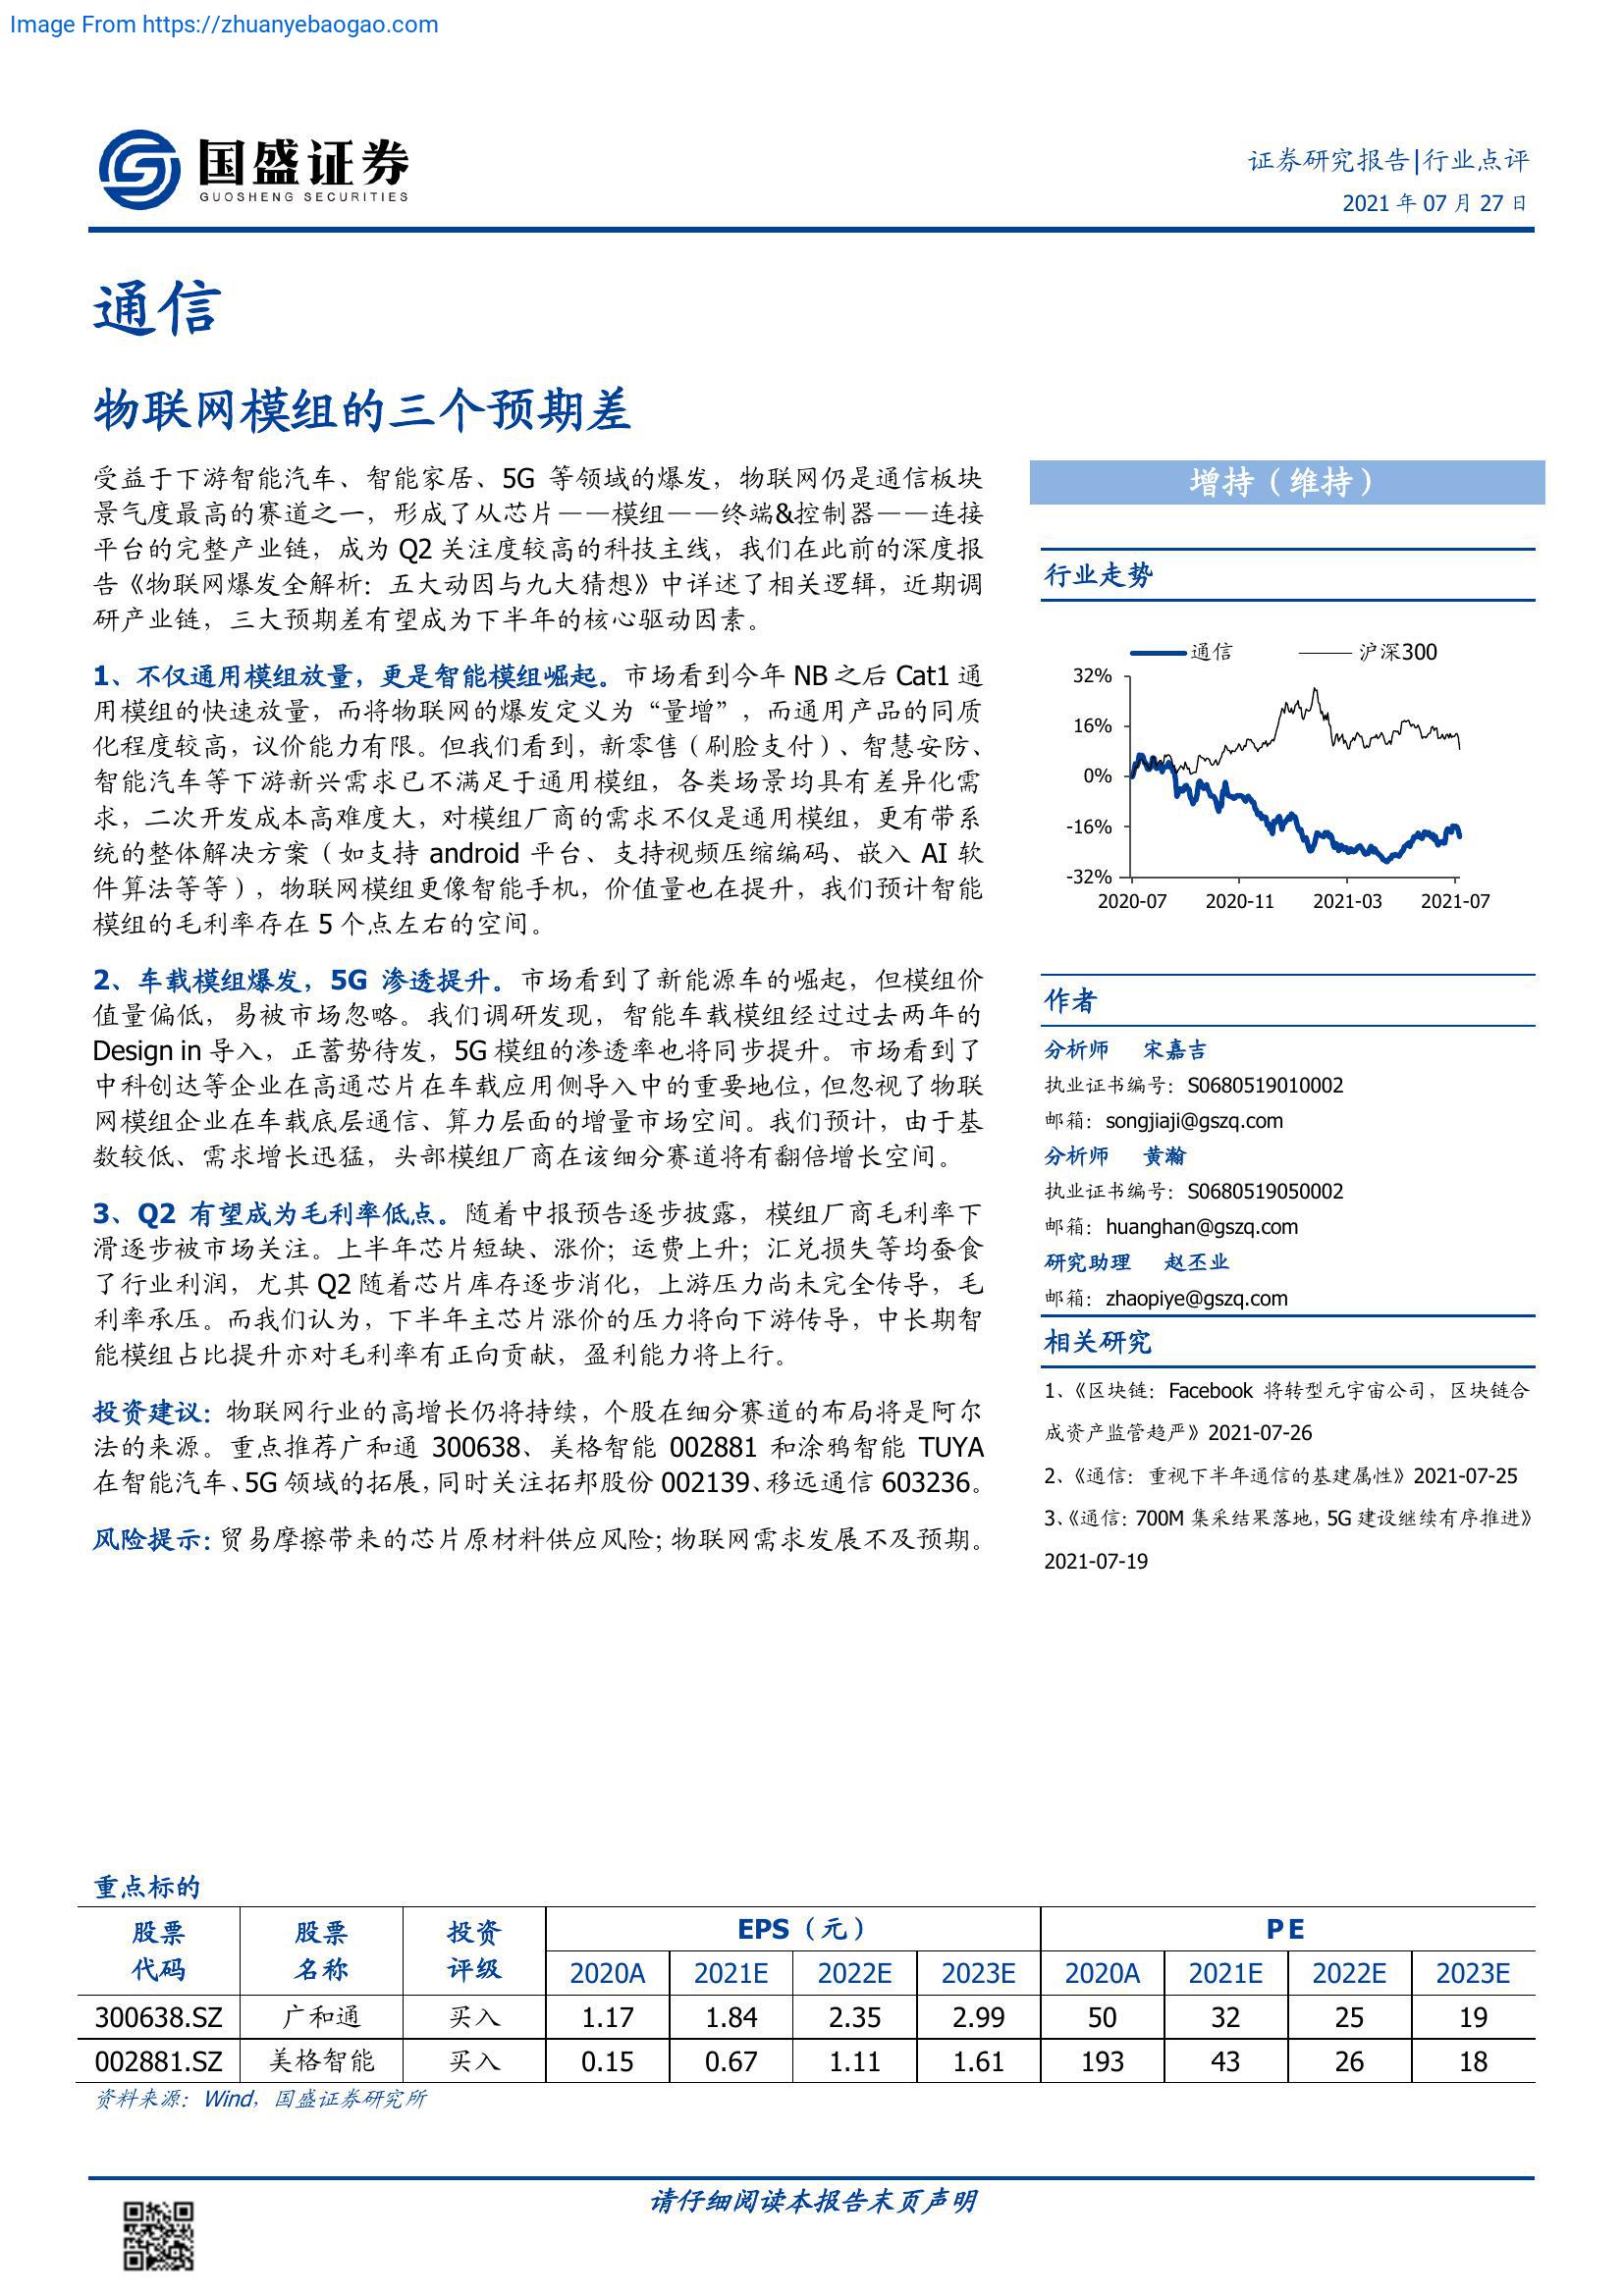 Image From https://zhuanyebaogao.com
国盛证券
GUOSHENG SECURITIES
证券研究报告|行业点评
2021 年 07 月 27 日
通信
物联网模组的三个预期差
受益于下游智能汽车、智能家居、5G 等领域的爆发，物联网仍是通信板块
景气度最高的赛道之一，形成了从芯片——模组——终端&控制器——连接
平台的完整产业链，成为 Q2 关注度较高的科技主线，我们在此前的深度报
告《物联网爆发全解析：五大动因与九大猜想》中详述了相关逻辑，近期调
研产业链，三大预期差有望成为下半年的核心驱动因素。
1、不仅通用模组放量，更是智能模组崛起。市场看到今年 NB 之后 Cat1 通
用模组的快速放量，而将物联网的爆发定义为“量增”，而通用产品的同质
化程度较高，议价能力有限。但我们看到，新零售（刷脸支付）、智慧安防、
智能汽车等下游新兴需求已不满足于通用模组，各类场景均具有差异化需
求，二次开发成本高难度大，对模组厂商的需求不仅是通用模组，更有带系
统的整体解决方案（如支持 android 平台、支持视频压缩编码、嵌入 AI 软
件算法等等），物联网模组更像智能手机，价值量也在提升，我们预计智能
模组的毛利率存在 5 个点左右的空间。
2、车载模组爆发，5G 渗透提升。市场看到了新能源车的崛起，但模组价
值量偏低，易被市场忽略。我们调研发现，智能车载模组经过过去两年的
Design in 导入，正蓄势待发，5G 模组的渗透率也将同步提升。市场看到了
中科创达等企业在高通芯片在车载应用侧导入中的重要地位，但忽视了物联
网模组企业在车载底层通信、算力层面的增量市场空间。我们预计，由于基
数较低、需求增长迅猛，头部模组厂商在该细分赛道将有翻倍增长空间。
3、Q2 有望成为毛利率低点。随着中报预告逐步披露，模组厂商毛利率下
滑逐步被市场关注。上半年芯片短缺、涨价；运费上升；汇兑损失等均蚕食
了行业利润，尤其 Q2 随着芯片库存逐步消化，上游压力尚未完全传导，毛
利率承压。而我们认为，下半年主芯片涨价的压力将向下游传导，中长期智
能模组占比提升亦对毛利率有正向贡献，盈利能力将上行。
投资建议：物联网行业的高增长仍将持续，个股在细分赛道的布局将是阿尔
法的来源。重点推荐广和通 300638、美格智能 002881 和涂鸦智能 TUYA
在智能汽车、5G 领域的拓展，同时关注拓邦股份 002139、移远通信 603236。
风险提示：贸易摩擦带来的芯片原材料供应风险；物联网需求发展不及预期。
增持（维持）
行业走势
通信 沪深300
32%
16%
0%
-16%
-32%
2020-07 2020-11 2021-03 2021-07
作者
分析师 宋嘉吉
执业证书编号：S0680519010002
邮箱：songjiaji@gszq.com
分析师 黄瀚
执业证书编号：S0680519050002
邮箱：huanghan@gszq.com
研究助理 赵丕业
邮箱：zhaopiye@gszq.com
相关研究
1、《区块链：Facebook 将转型元宇宙公司，区块链合
成资产监管趋严》2021-07-26
2、《通信：重视下半年通信的基建属性》2021-07-25
3、《通信：700M 集采结果落地，5G 建设继续有序推进》
2021-07-19
重点标的
股票 股票 投资 EPS（元） P E
代码 名称 评级 2020A 2021E 2022E 2023E 2020A 2021E 2022E 2023E
300638.SZ 广和通 买入 1.17 1.84 2.35 2.99 50 32 25 19
002881.SZ 美格智能 买入 0.15 0.67 1.11 1.61 193 43 26 18
资料来源：Wind，国盛证券研究所
请仔细阅读本报告末页声明